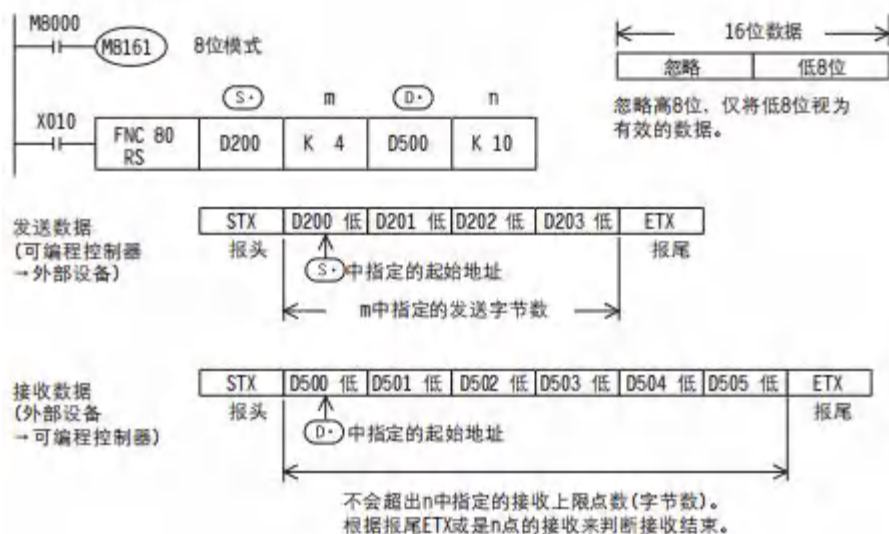 M8000
M8161 8位模式
S· m D· n
X010
FNC 80
RS
D200
K 4
D500
K 10
16位数据
忽略 低8位
忽略高8位，仅将低8位视为
有效的数据。
发送数据
(可编程控制器
→外部设备)
STX D200 低 D201 低 D202 低 D203 低 ETX
报头 报尾
S·中指定的起始地址
m中指定的发送字节数
接收数据
(外部设备
→可编程控制器)
STX D500 低 D501 低 D502 低 D503 低 D504 低 D505 低 ETX
报头 报尾
D·中指定的起始地址
不会超出n中指定的接收上限点数(字节数)。
根据报尾ETX或是n点的接收来判断接收结束。